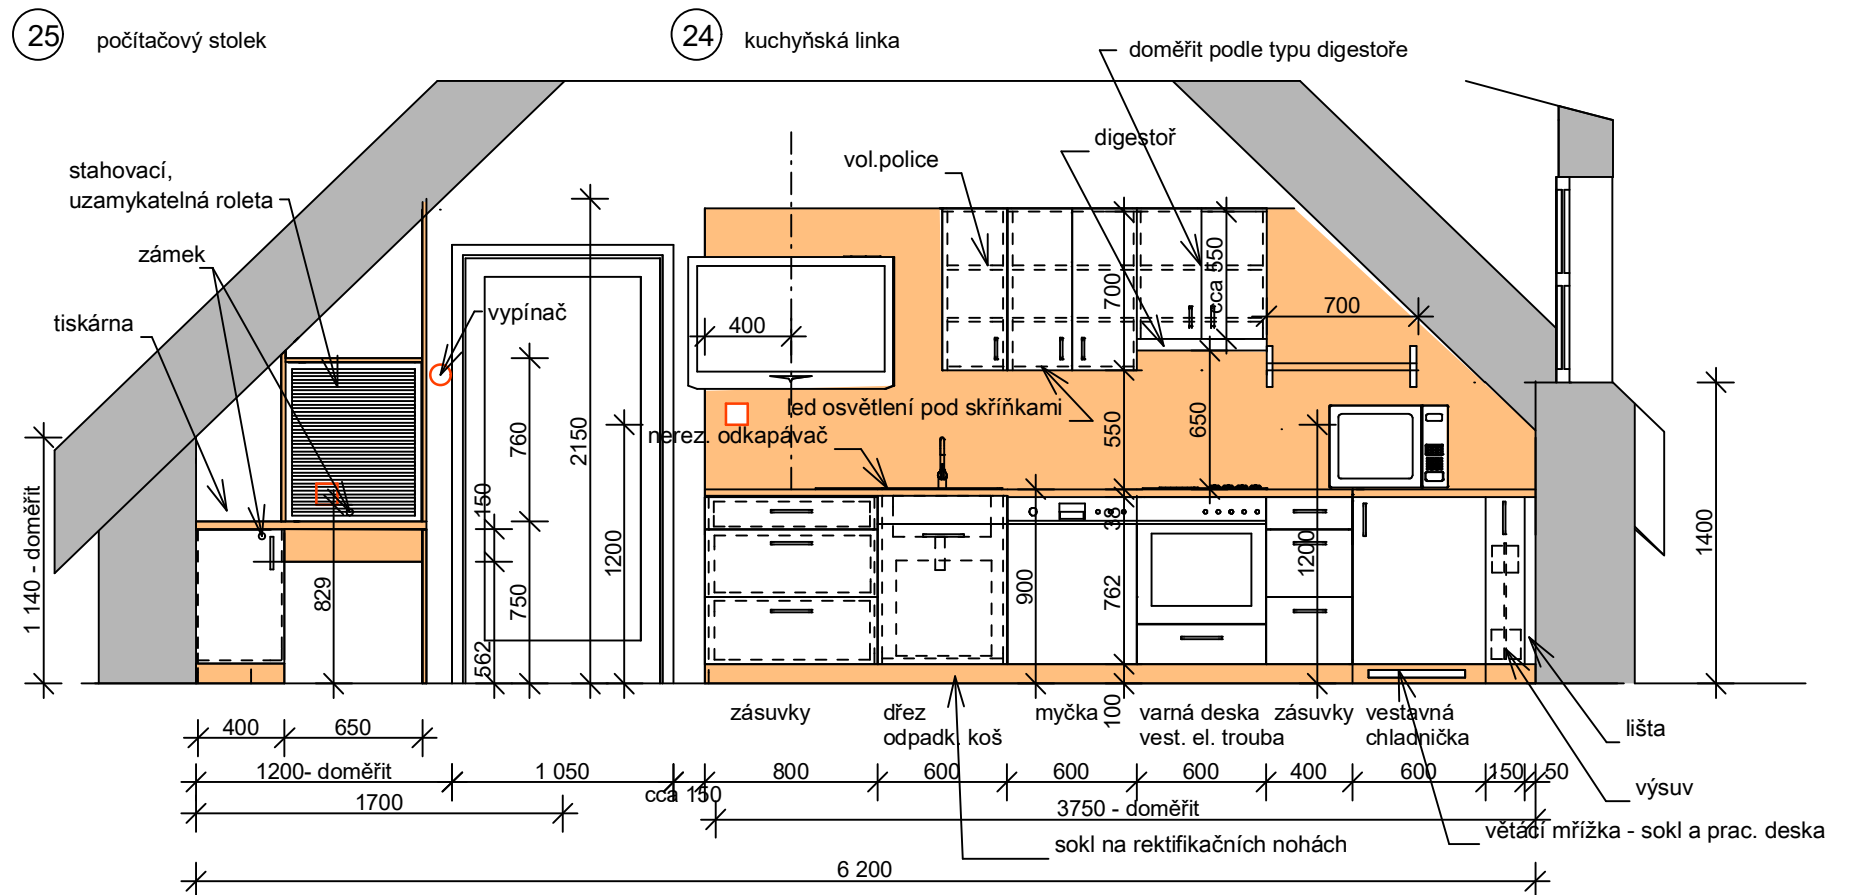 25
počítačový stolek
24
kuchyňská linka
doměřit podle typu digestoře
digestoř
vol.police
stahovací,
uzamykatelná roleta
zámek
tiskárna
vypínač
led osvětlení pod skříňkami
nerez. odkapávač
400
700
cca 550
700
550
650
760
2150
150
1200
750
829
562
1 140 - doměřit
38
900
762
1200
100
1400
zásuvky
dřez
odpadk. koš
myčka
varná deska
vest. el. trouba
zásuvky
vestavná
chladnička
lišta
výsuv
větácí mřížka - sokl a prac. deska
sokl na rektifikačních nohách
400
650
1200- doměřit
1 050
cca 150
800
600
600
600
400
600
150
50
1700
3750 - doměřit
6 200